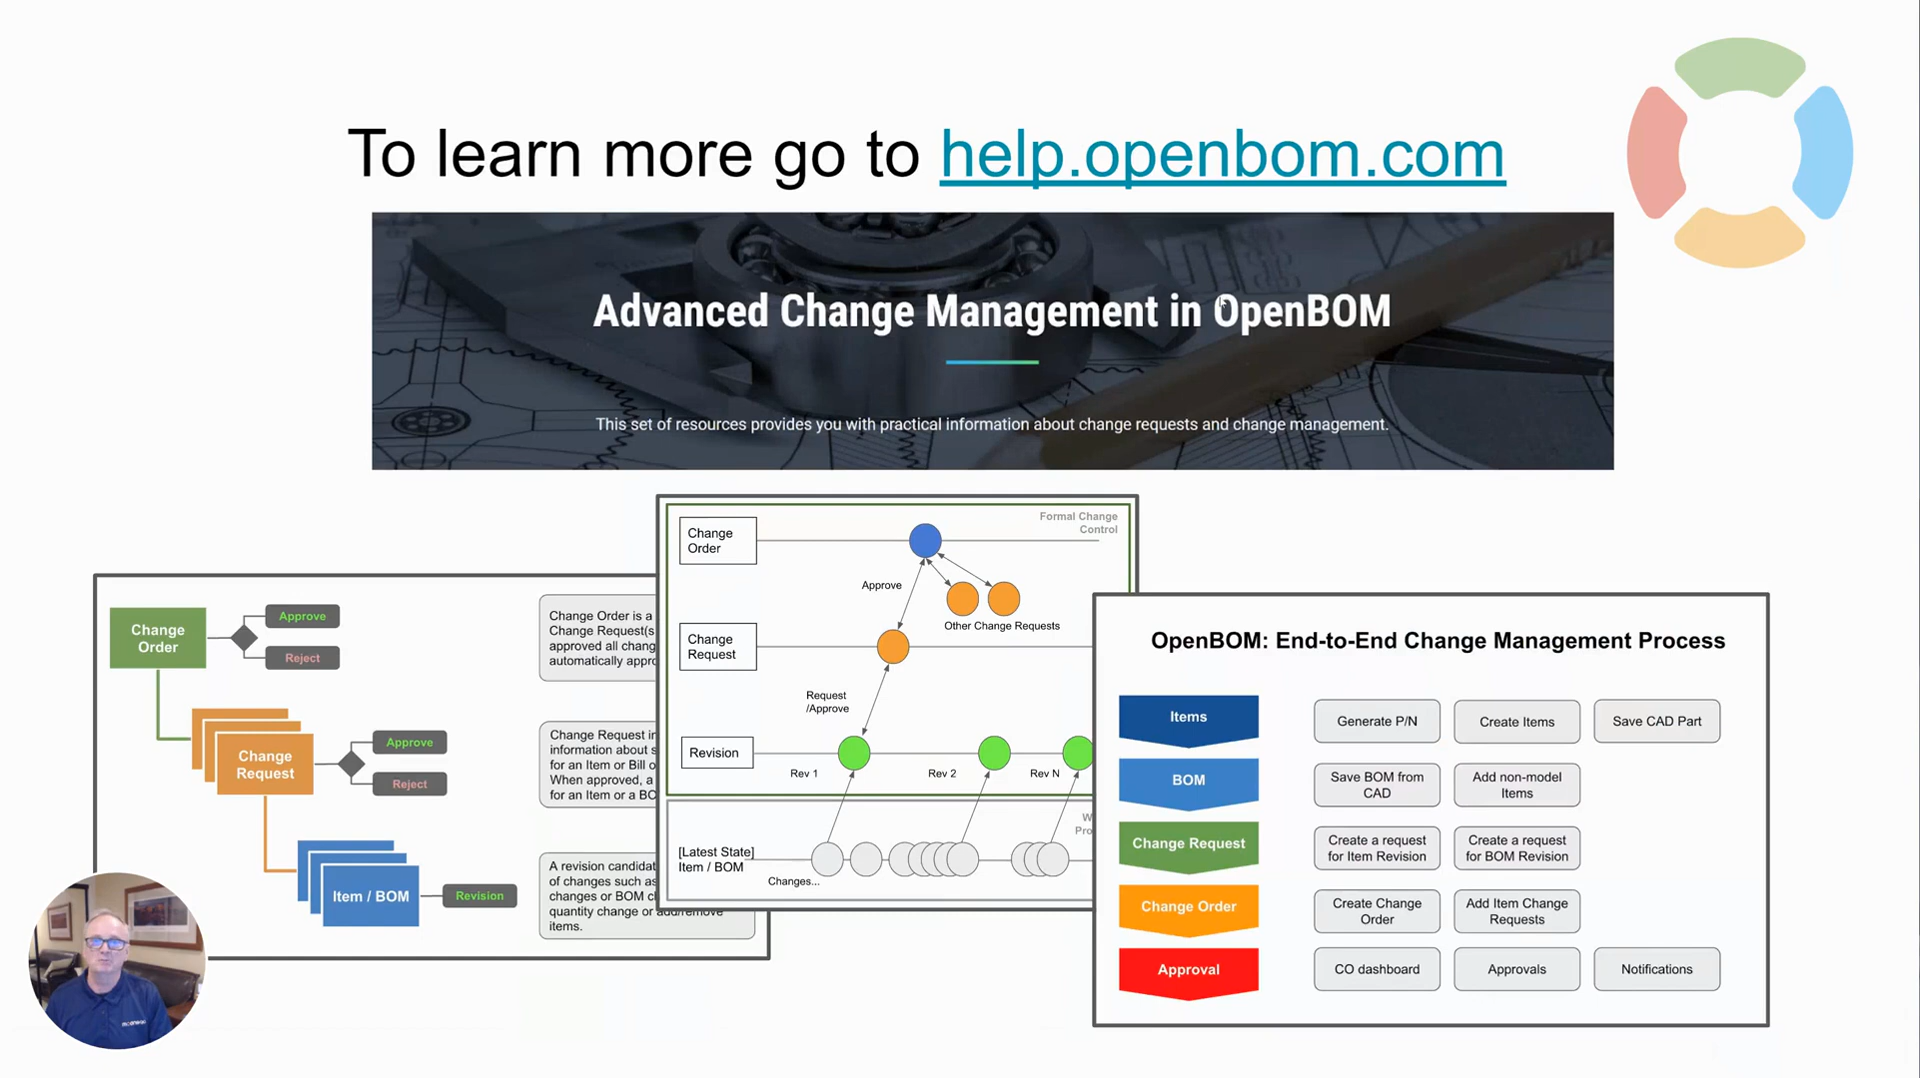 To learn more go to help.openbom.com
Advanced Change Management in OpenBOM
This set of resources provides you with practical information about change requests and change management.
Change
Order
Approve
Reject
Change
Request
Approve
Reject
Item / BOM
Revision
Change Order is a
Change Request(s
approved all chang
automatically appro
Change Request in
information about s
for an Item or Bill o
When approved, a
for an Item or a BO
A revision candidat
of changes such as
changes or BOM c
quantity change or add/remove
items.
Formal Change
Control
Change
Order
Approve
Other Change Requests
Change
Request
Request
/Approve
Revision
Rev 1
Rev 2
Rev N
W
Pro
[Latest State]
Item / BOM
Changes...
OpenBOM: End-to-End Change Management Process
Items
Generate P/N
Create Items
Save CAD Part
BOM
Save BOM from
CAD
Add non-model
Items
Change Request
Create a request
for Item Revision
Create a request
for BOM Revision
Change Order
Create Change
Order
Add Item Change
Requests
Approval
CO dashboard
Approvals
Notifications